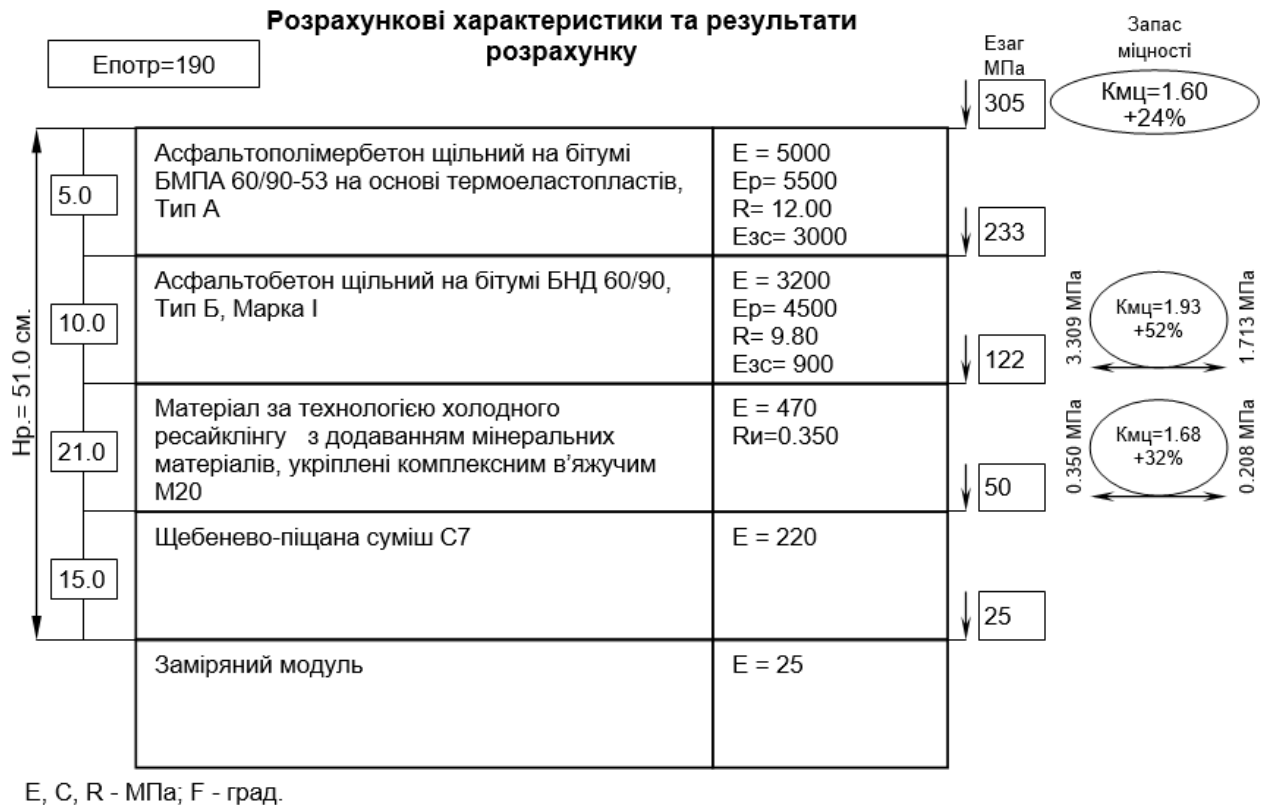 Розрахункові характеристики та результати
розрахунку
Епотр=190
Езаг
МПа
Запас
міцності
305
Кмц=1.60
+24%
Нр.= 51.0 см.
5.0
Асфальтополімербетон щільний на бітумі
БМПА 60/90-53 на основі термоеластопластів,
Тип А
Е = 5000
Ер= 5500
R= 12.00
Езс= 3000
233
10.0
Асфальтобетон щільний на бітумі БНД 60/90,
Тип Б, Марка I
Е = 3200
Ер= 4500
R= 9.80
Езс= 900
122
3.309 МПа
Кмц=1.93
+52%
1.713 МПа
21.0
Матеріал за технологією холодного
ресайклінгу з додаванням мінеральних
матеріалів, укріплені комплексним в’яжучим
М20
Е = 470
Rи=0.350
50
0.350 МПа
Кмц=1.68
+32%
0.208 МПа
15.0
Щебенево-піщана суміш С7
Е = 220
25
Заміряний модуль
Е = 25
Е, С, R - МПа; F - град.